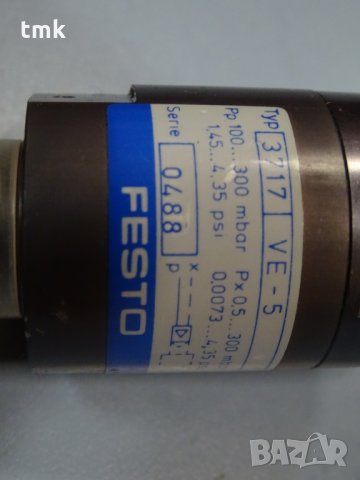 tmk
Typ 3717 VE-5
Pp 100...300 mbar Px 0,5...300 m
1,45...4.35 psi 0,0073...4,35 p
Serie 0488
x
p
FESTO
BAZAR